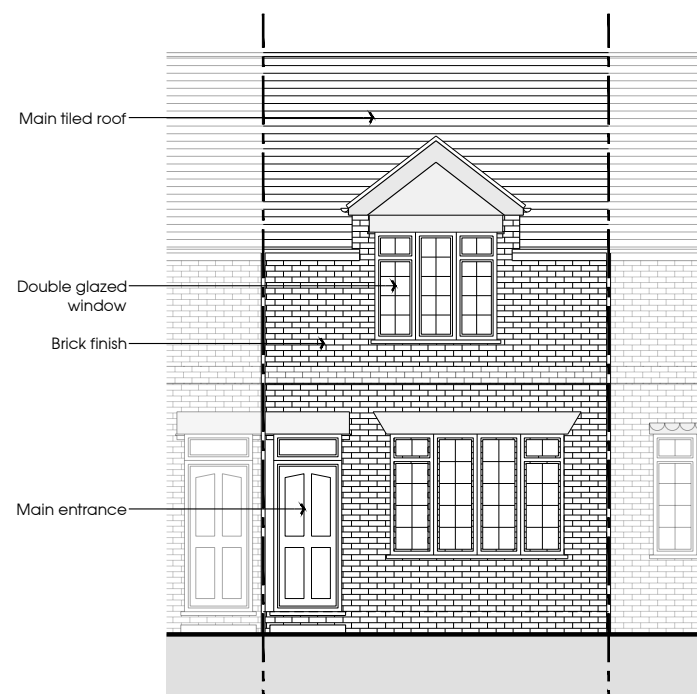 Main tiled roof
Double glazed
window
Brick finish
Main entrance